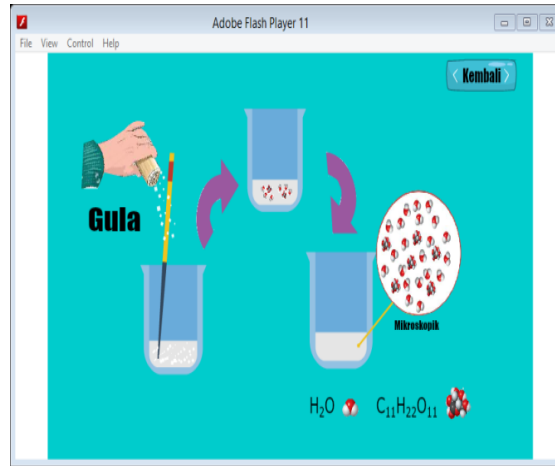 Adobe Flash Player 11
File View Control Help
Kembali
Gula
Mikroskopik
H₂O C₁₁H₂₂O₁₁